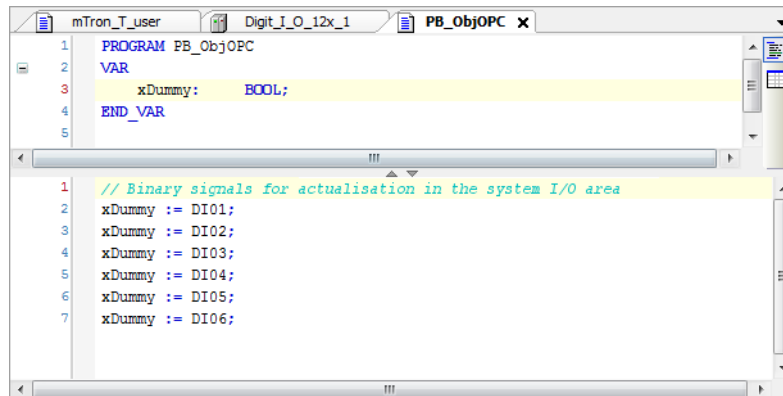 mTron_T_user Digit_I_O_12x_1 PB_ObjOPC X
1 PROGRAM PB_ObjOPC
2 VAR
3 xDummy: BOOL;
4 END_VAR
5
1 // Binary signals for actualisation in the system I/O area
2 xDummy := DI01;
3 xDummy := DI02;
4 xDummy := DI03;
5 xDummy := DI04;
6 xDummy := DI05;
7 xDummy := DI06;